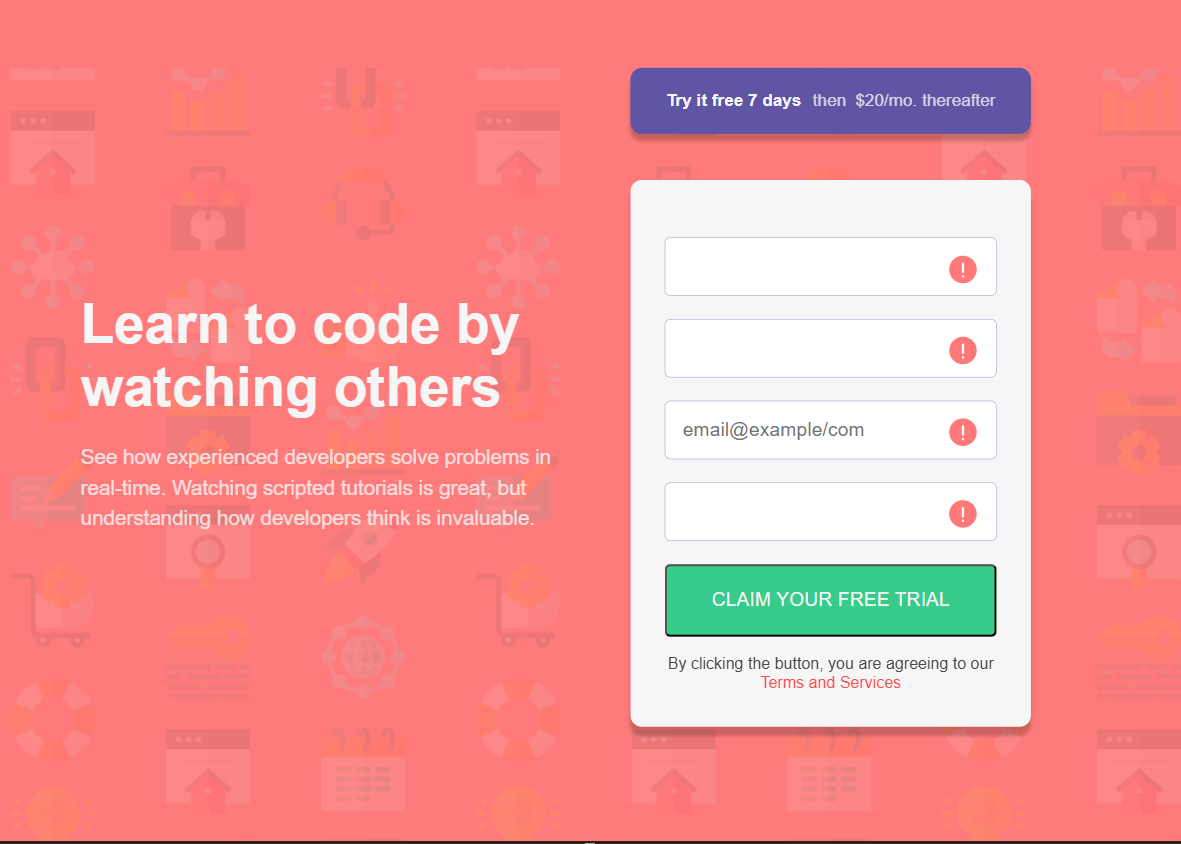 Try it free 7 days then $20/mo. thereafter
Learn to code by
watching others
See how experienced developers solve problems in
real-time. Watching scripted tutorials is great, but
understanding how developers think is invaluable.
email@example/com
CLAIM YOUR FREE TRIAL
By clicking the button, you are agreeing to our
Terms and Services